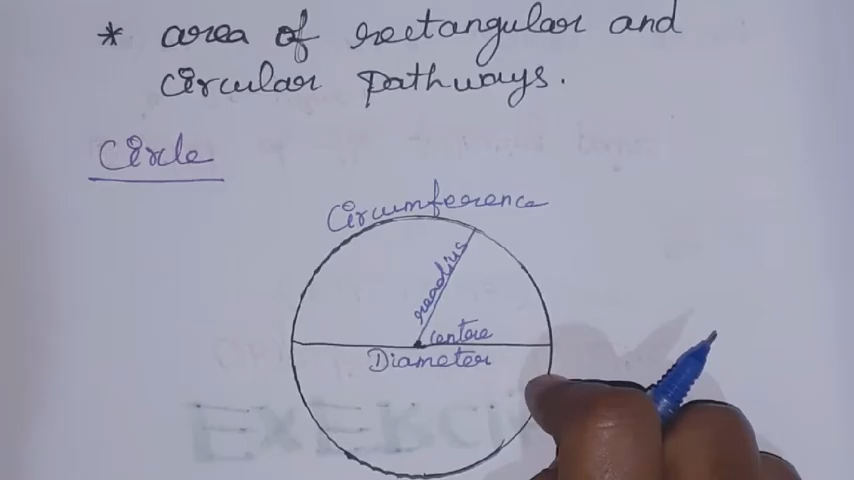 * area of rectangular and
circular pathways.
Circle
Circumference
radius
centre
Diameter